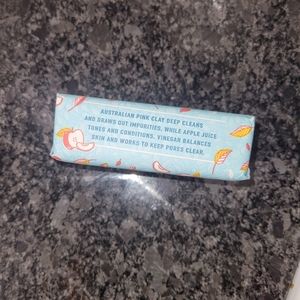 AUSTRALIAN PINK CLAY DEEP CLEANS
AND DRAWS OUT IMPURITIES, WHILE APPLE JUICE
TONES AND CONDITIONS. VINEGAR BALANCES
SKIN AND WORKS TO KEEP PORES CLEAR.